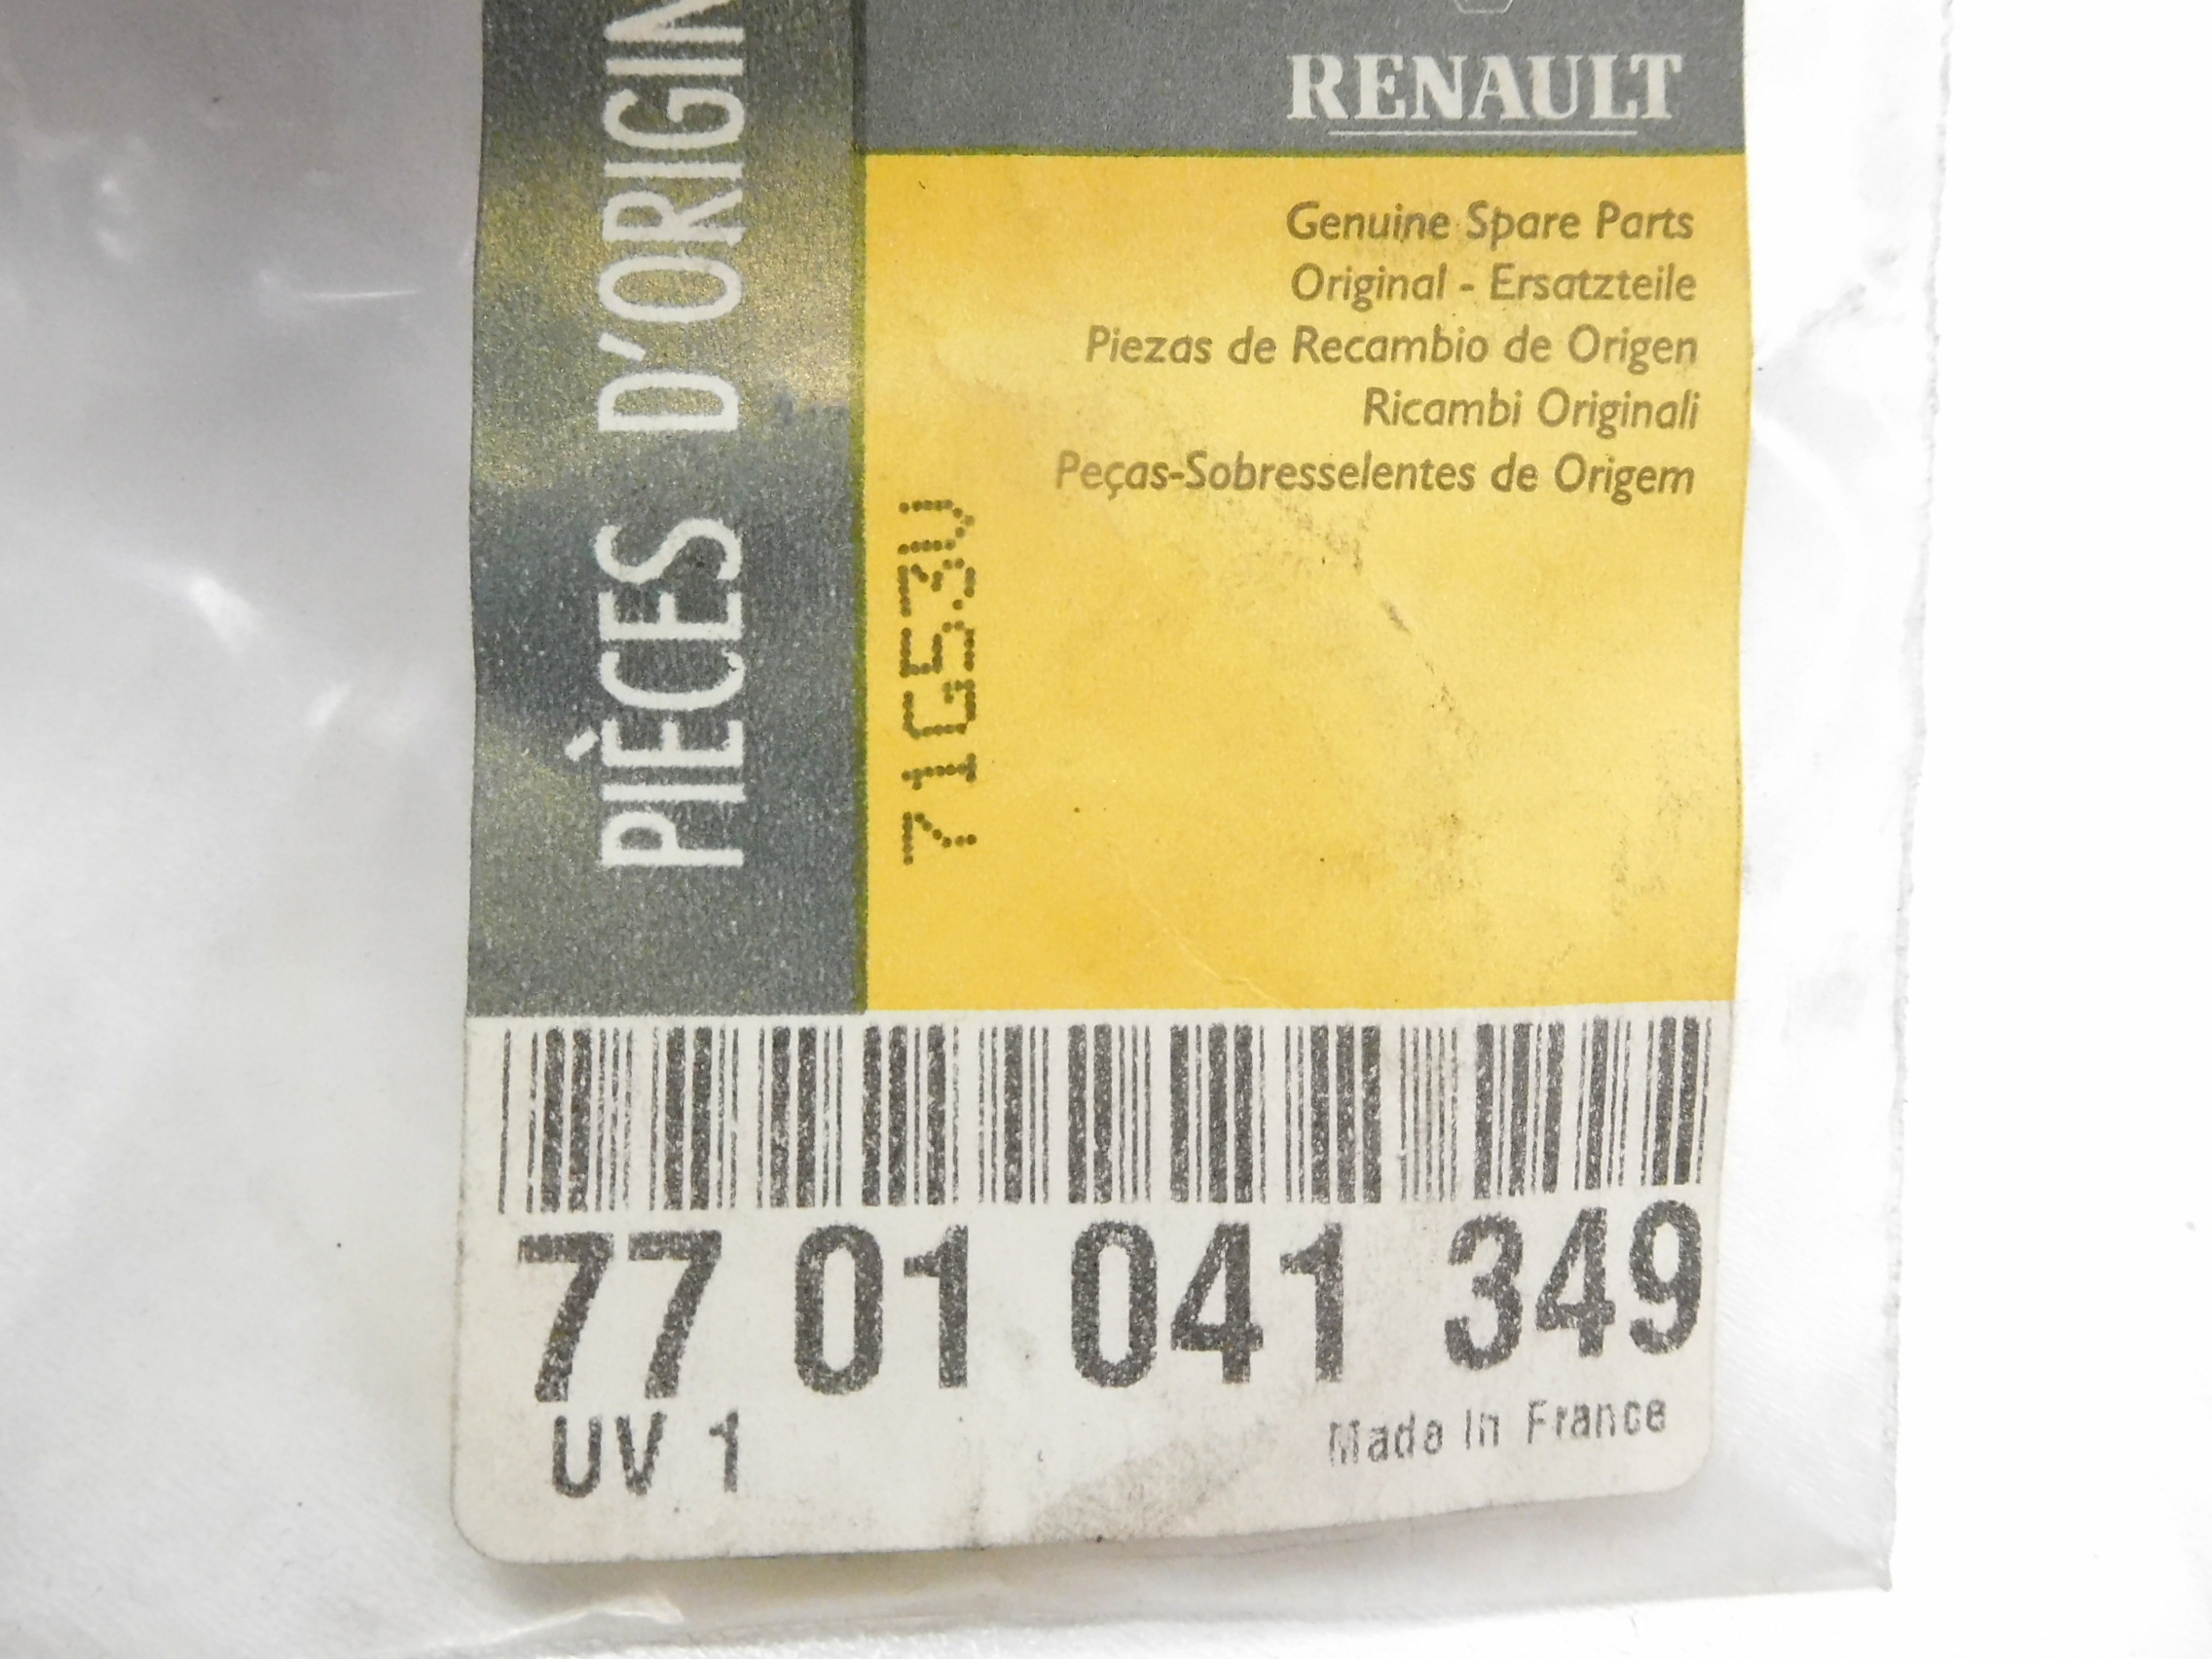 RENAULT
PIÈCES D'ORIGIN
Genuine Spare Parts
Original - Ersatzteile
Piezas de Recambio de Origen
Ricambi Originali
Peças-Sobresselentes de Origem
71G53U
77 01 041 349
UV 1
Made in France